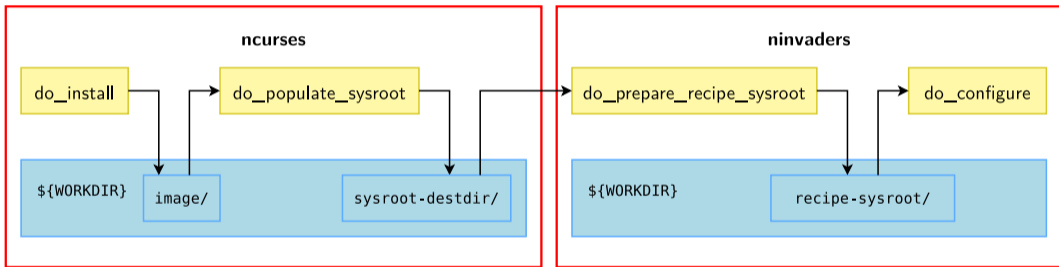 ncurses
do_install
do_populate_sysroot
${WORKDIR}
image/
sysroot-destdir/
ninvaders
do_prepare_recipe_sysroot
do_configure
${WORKDIR}
recipe-sysroot/